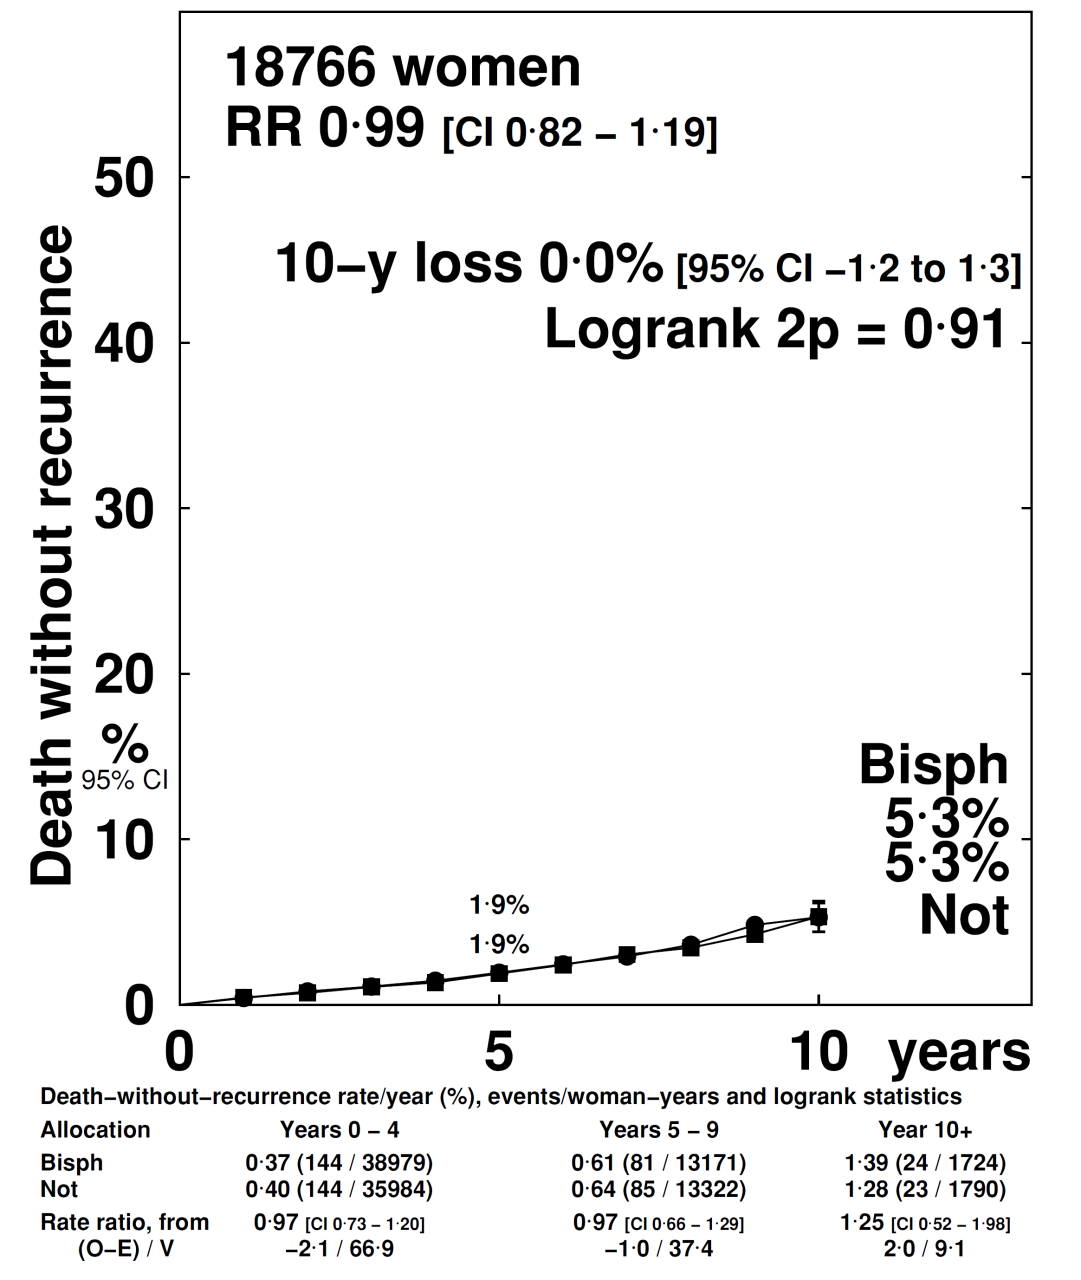 18766 women
RR 0·99 [CI 0·82 – 1·19]
10–y loss 0·0% [95% CI –1·2 to 1·3]
Logrank 2p = 0·91
Death without recurrence
50
40
30
20
%
95% CI
10
0
Bisph
5·3%
5·3%
Not
1·9%
1·9%
0 5 10 years
Death–without–recurrence rate/year (%), events/woman–years and logrank statistics
Allocation Years 0 – 4 Years 5 – 9 Year 10+
Bisph 0·37 (144 / 38979) 0·61 (81 / 13171) 1·39 (24 / 1724)
Not 0·40 (144 / 35984) 0·64 (85 / 13322) 1·28 (23 / 1790)
Rate ratio, from 0·97 [CI 0·73 – 1·20] 0·97 [CI 0·66 – 1·29] 1·25 [CI 0·52 – 1·98]
(O–E) / V –2·1 / 66·9 –1·0 / 37·4 2·0 / 9·1